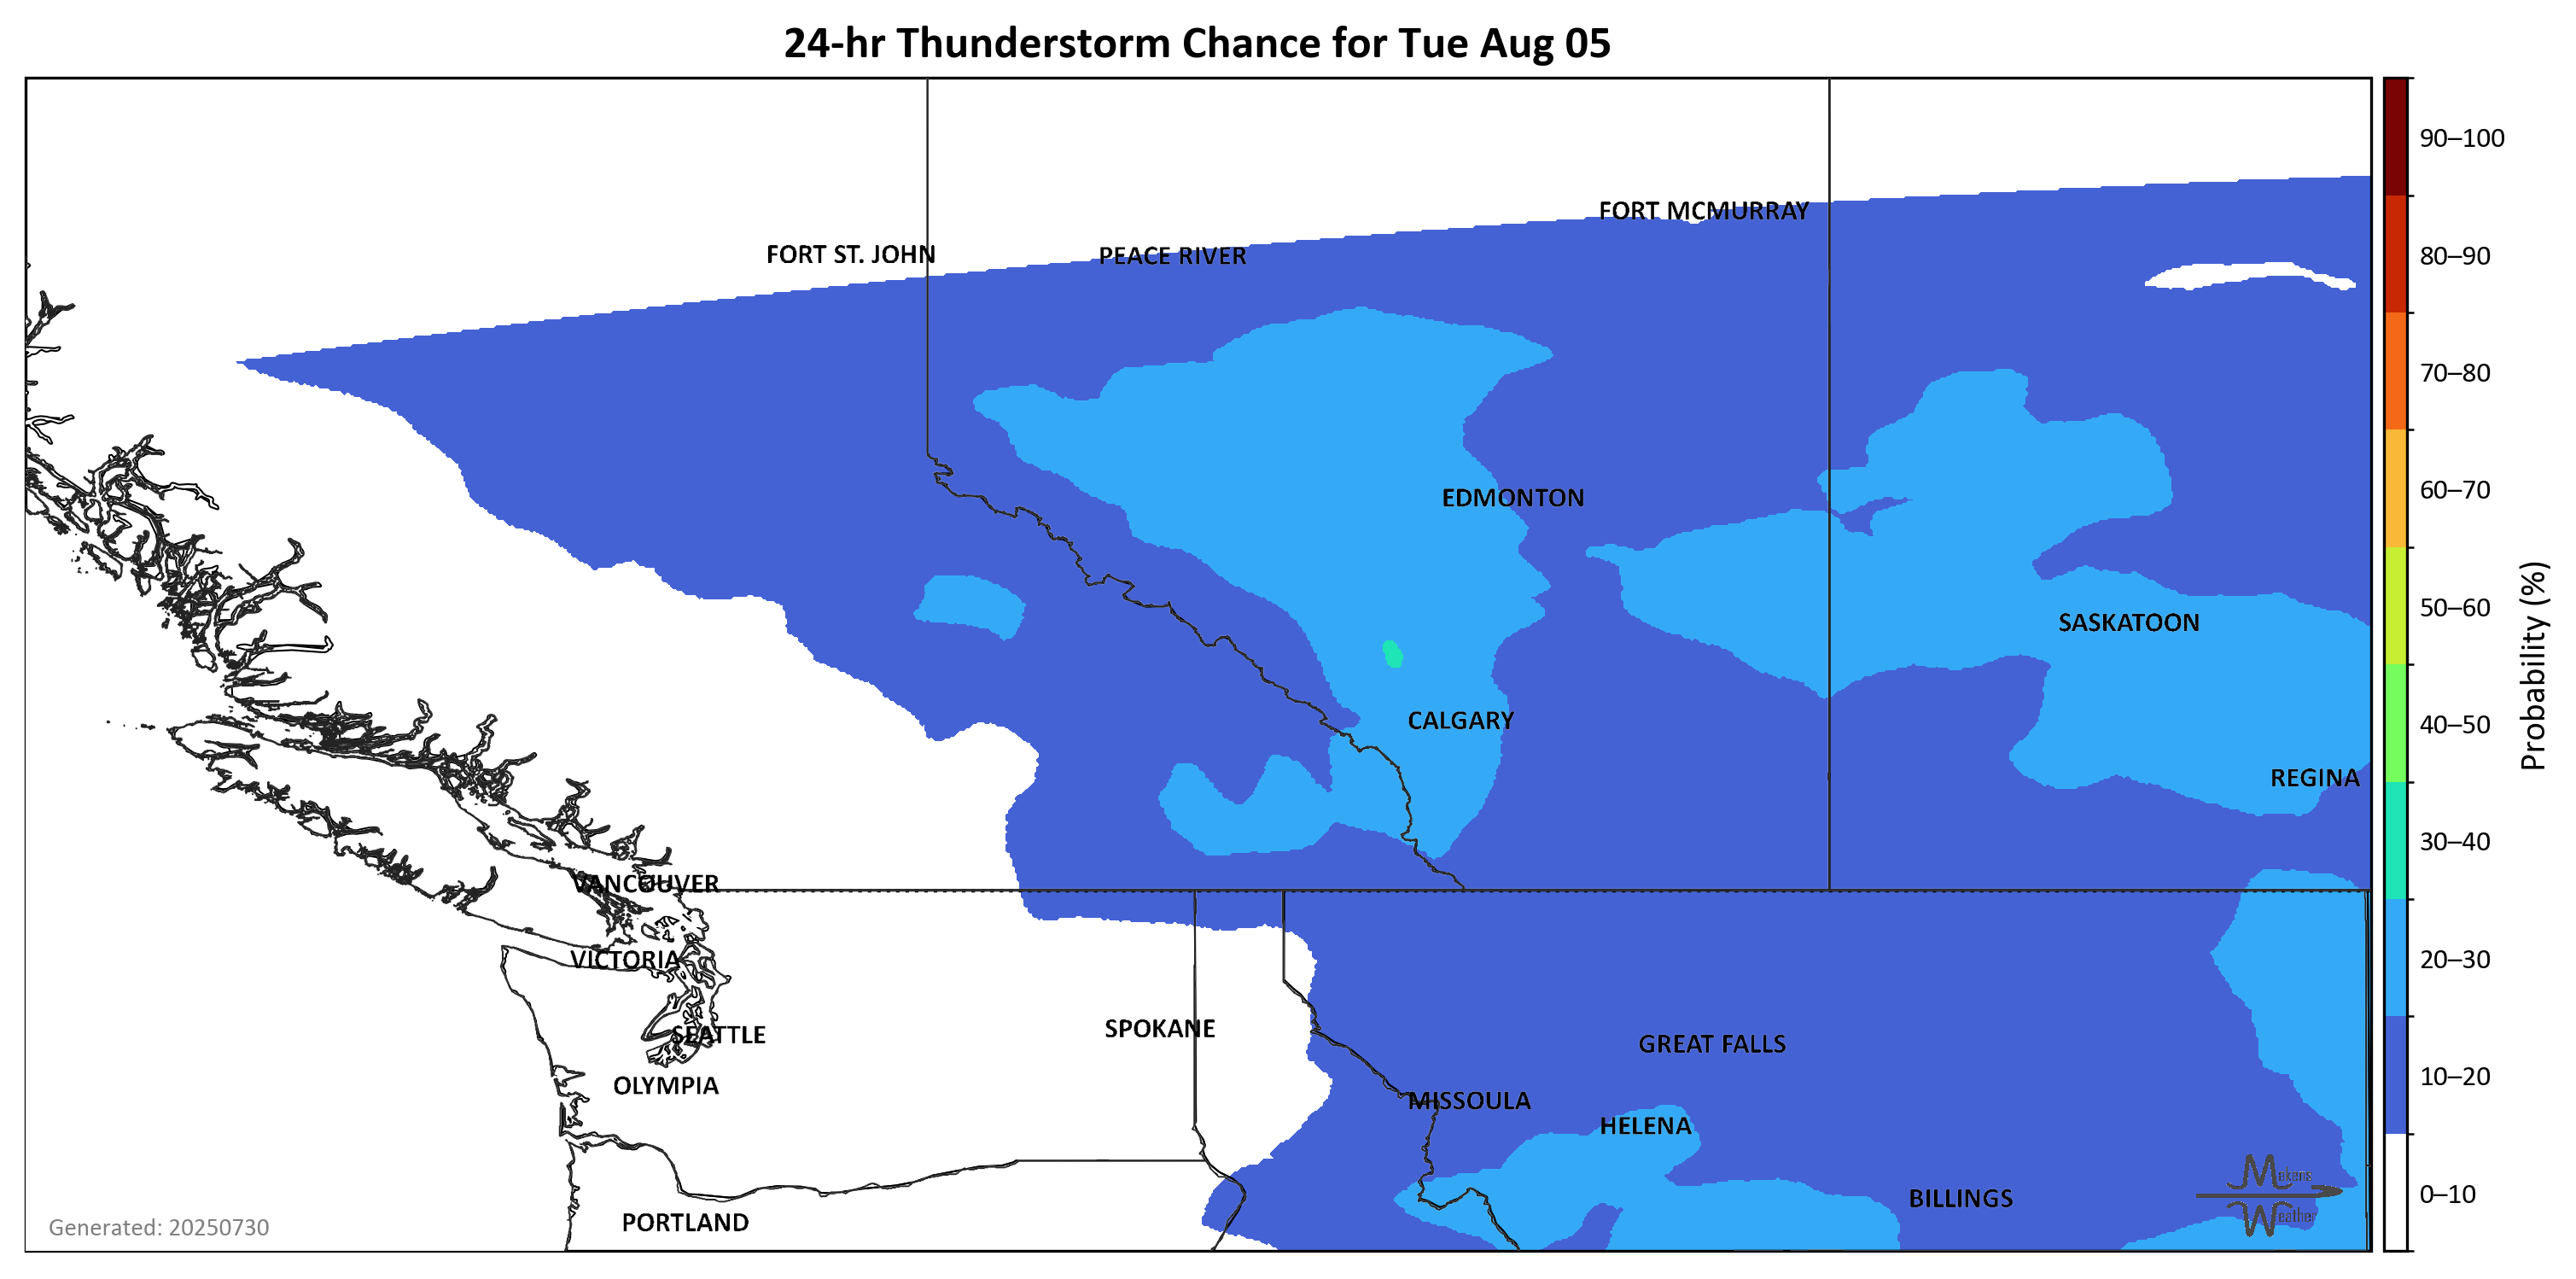 24-hr Thunderstorm Chance for Tue Aug 05
90–100
FORT MCMURRAY
FORT ST. JOHN
PEACE RIVER
80–90
70–80
EDMONTON
60–70
50–60
SASKATOON
Probability (%)
CALGARY
40–50
REGINA
30–40
VANCOUVER
VICTORIA
20–30
SPOKANE
SEATTLE
GREAT FALLS
OLYMPIA
10–20
MISSOULA
HELENA
Mekens
Weather
0–10
BILLINGS
PORTLAND
Generated: 20250730